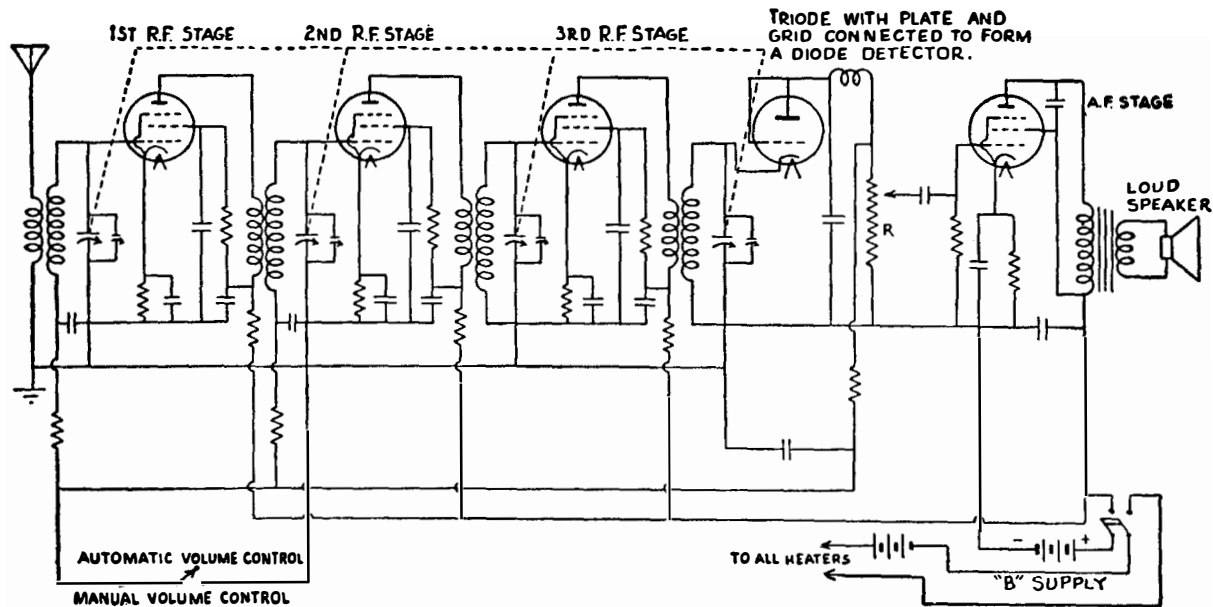 1ST R.F. STAGE
2ND R.F. STAGE
3RD R.F. STAGE
TRIODE WITH PLATE AND
GRID CONNECTED TO FORM
A DIODE DETECTOR.
A.F. STAGE
LOUD
SPEAKER
R
AUTOMATIC VOLUME CONTROL
MANUAL VOLUME CONTROL
TO ALL HEATERS
- +
"B" SUPPLY